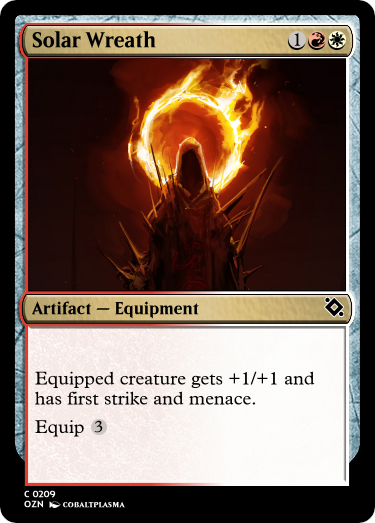 Solar Wreath 1
Artifact — Equipment
Equipped creature gets +1/+1 and
has first strike and menace.
Equip 3
C 0209
OZN COBALTPLASMA